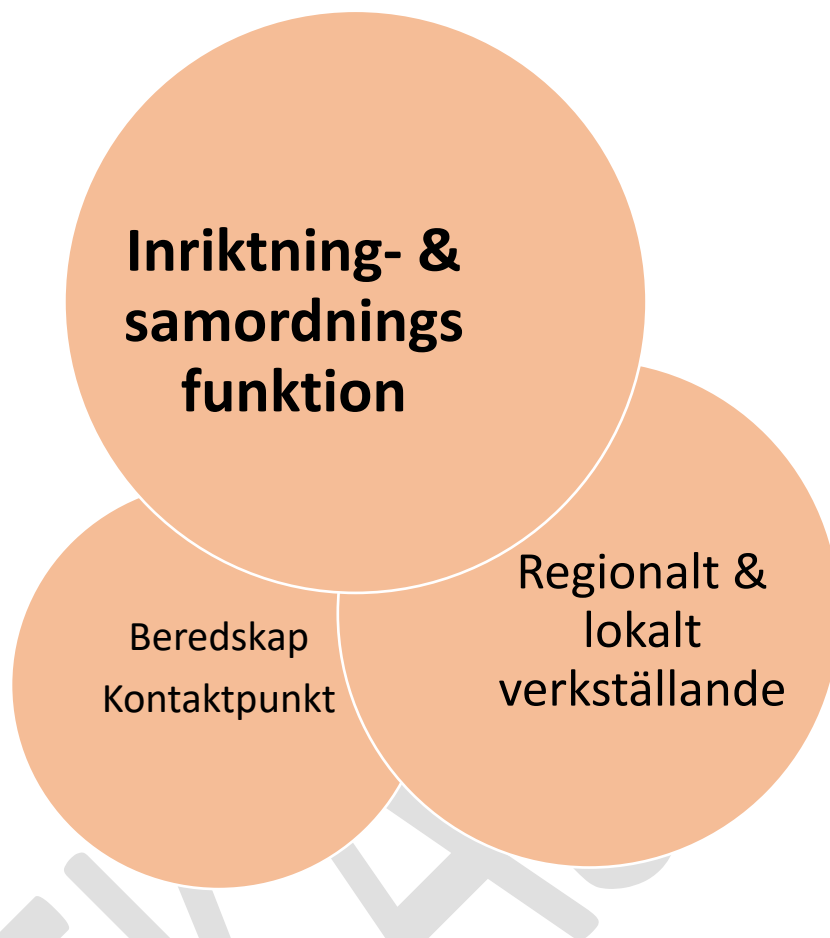 Inriktning- &
samordnings
funktion
Regionalt &
lokalt
verkställande
Beredskap
Kontaktpunkt